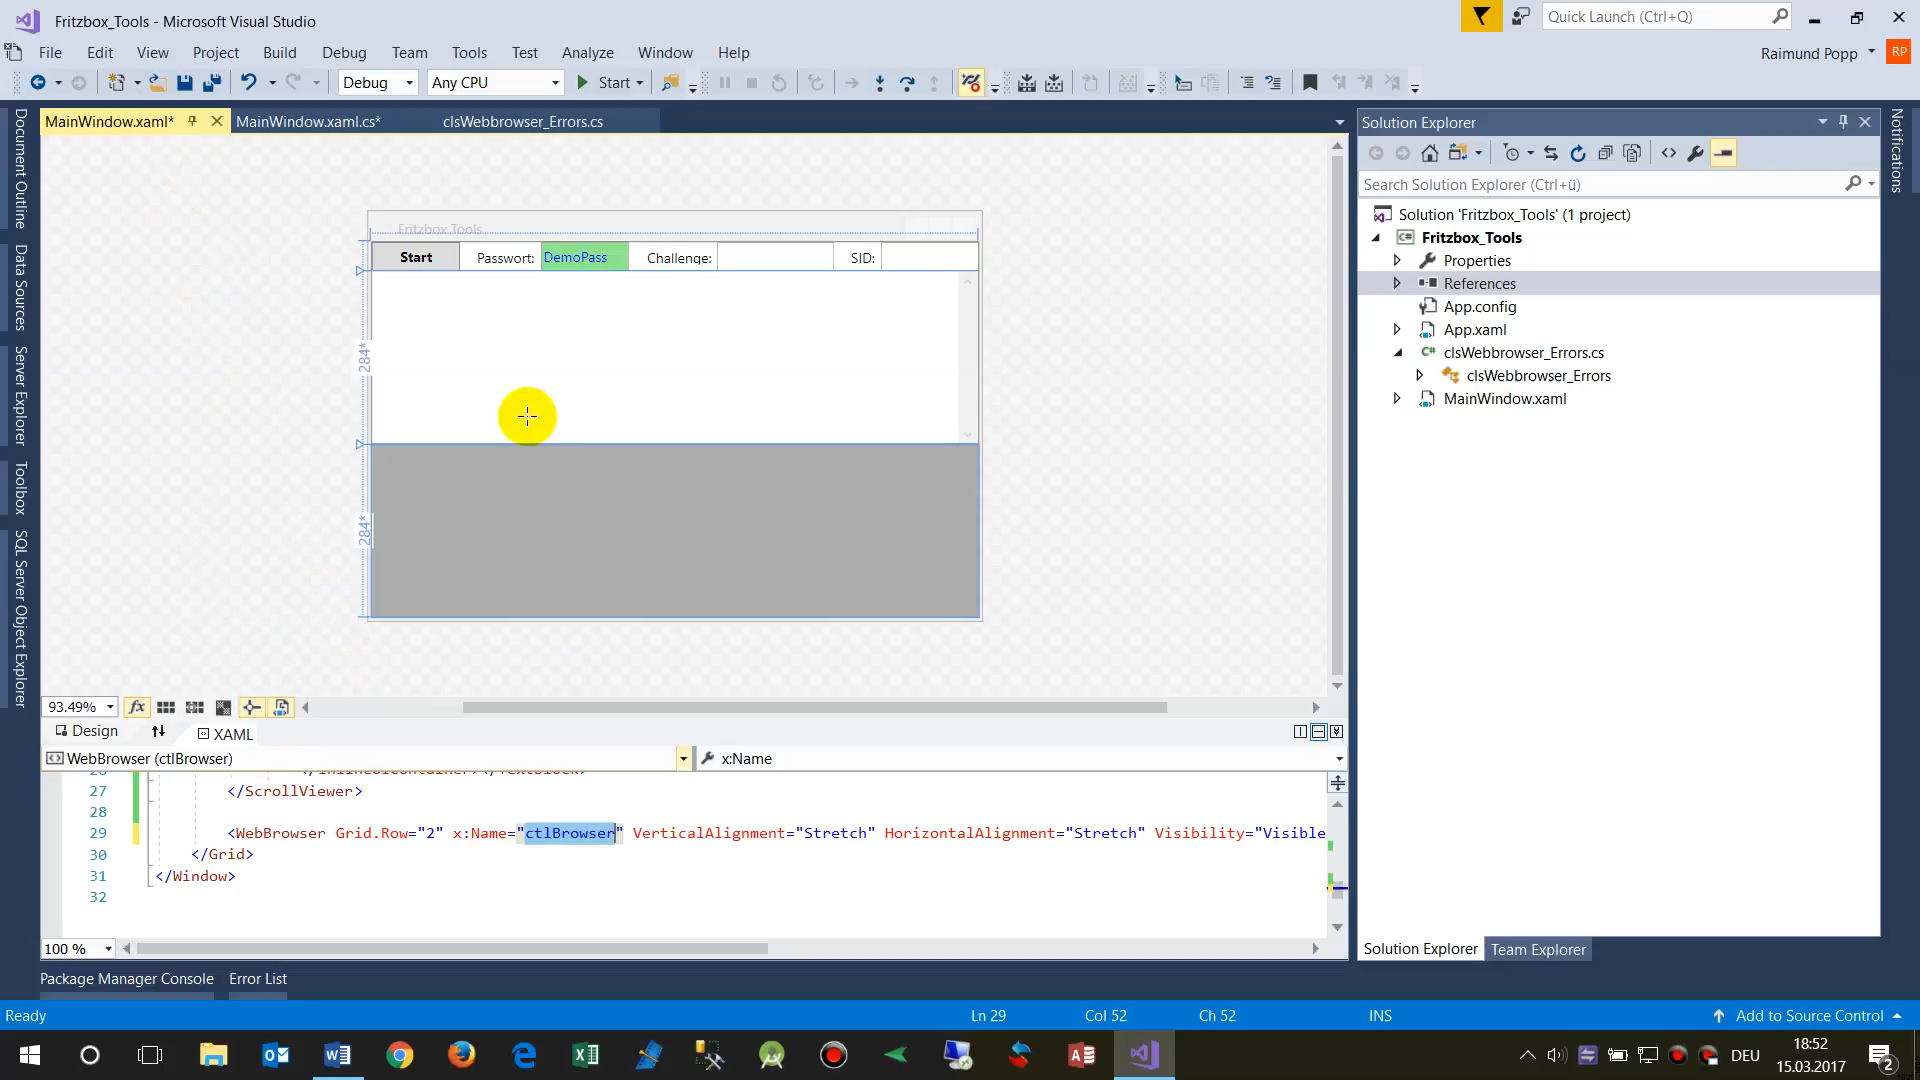 Fritzbox_Tools - Microsoft Visual Studio
Quick Launch (Ctrl+Q)
File Edit View Project Build Debug Team Tools Test Analyze Window Help
Raimund Popp RP
Debug Any CPU Start
MainWindow.xaml* MainWindow.xaml.cs* clsWebbrowser_Errors.cs
Document Outline
Data Sources
Server Explorer
Toolbox
SQL Server Object Explorer
Fritzbox Tools
Start Passwort: DemoPass Challenge: SID:
284*
284*
93.49% fx
Design XAML
WebBrowser (ctlBrowser) x:Name
27 </ScrollViewer>
28
29 <WebBrowser Grid.Row="2" x:Name="ctlBrowser" VerticalAlignment="Stretch" HorizontalAlignment="Stretch" Visibility="Visible
30 </Grid>
31 </Window>
32
100 %
Package Manager Console Error List
Solution Explorer
Search Solution Explorer (Ctrl+ü)
Solution 'Fritzbox_Tools' (1 project)
Fritzbox_Tools
Properties
References
App.config
App.xaml
clsWebbrowser_Errors.cs
clsWebbrowser_Errors
MainWindow.xaml
Solution Explorer Team Explorer
Notifications
Ready Ln 29 Col 52 Ch 52 INS Add to Source Control
DEU
18:52
15.03.2017
2